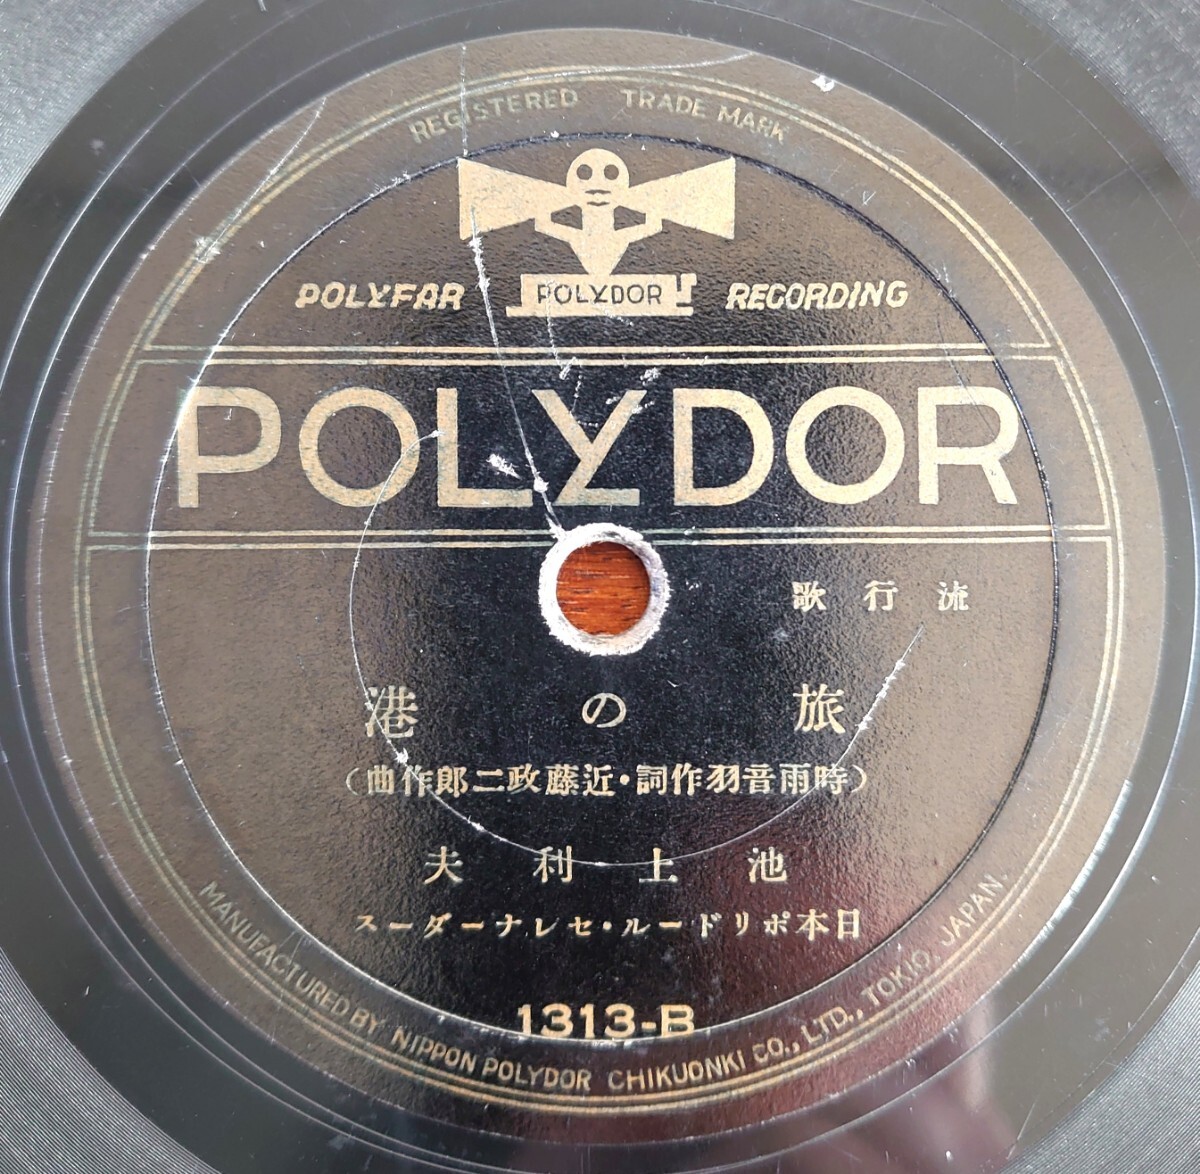 REGISTERED TRADE MARK
POLYFAR POLYDOR RECORDING
POLYDOR
流行歌
旅の港
(時雨音羽作詞・近藤政二郎作曲)
池上利夫
日本ポリドール・セレナーダース
1313-B
MANUFACTURED BY NIPPON POLYDOR CHIKUONKI CO., LTD., TOKIO, JAPAN.